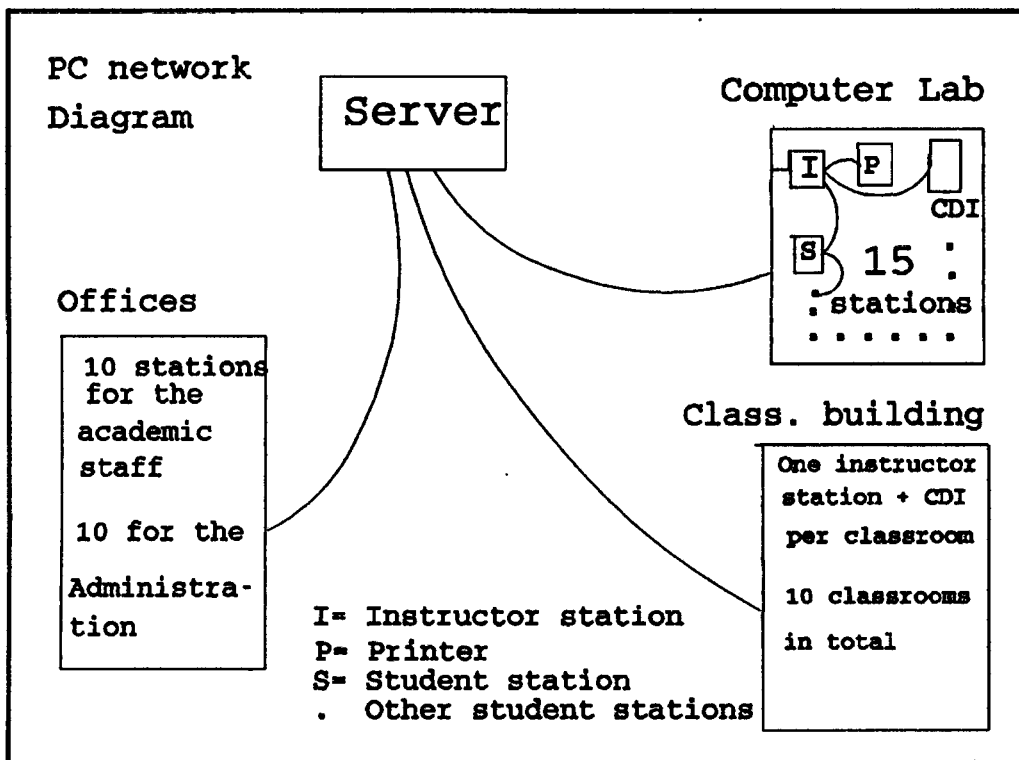 PC network
Diagram
Server
Computer Lab
I
P
CDI
S
15
stations
Offices
10 stations
for the
academic
staff
10 for the
Administra-
tion
Class. building
One instructor
station + CDI
per classroom
10 classrooms
in total
I= Instructor station
P= Printer
S= Student station
. Other student stations